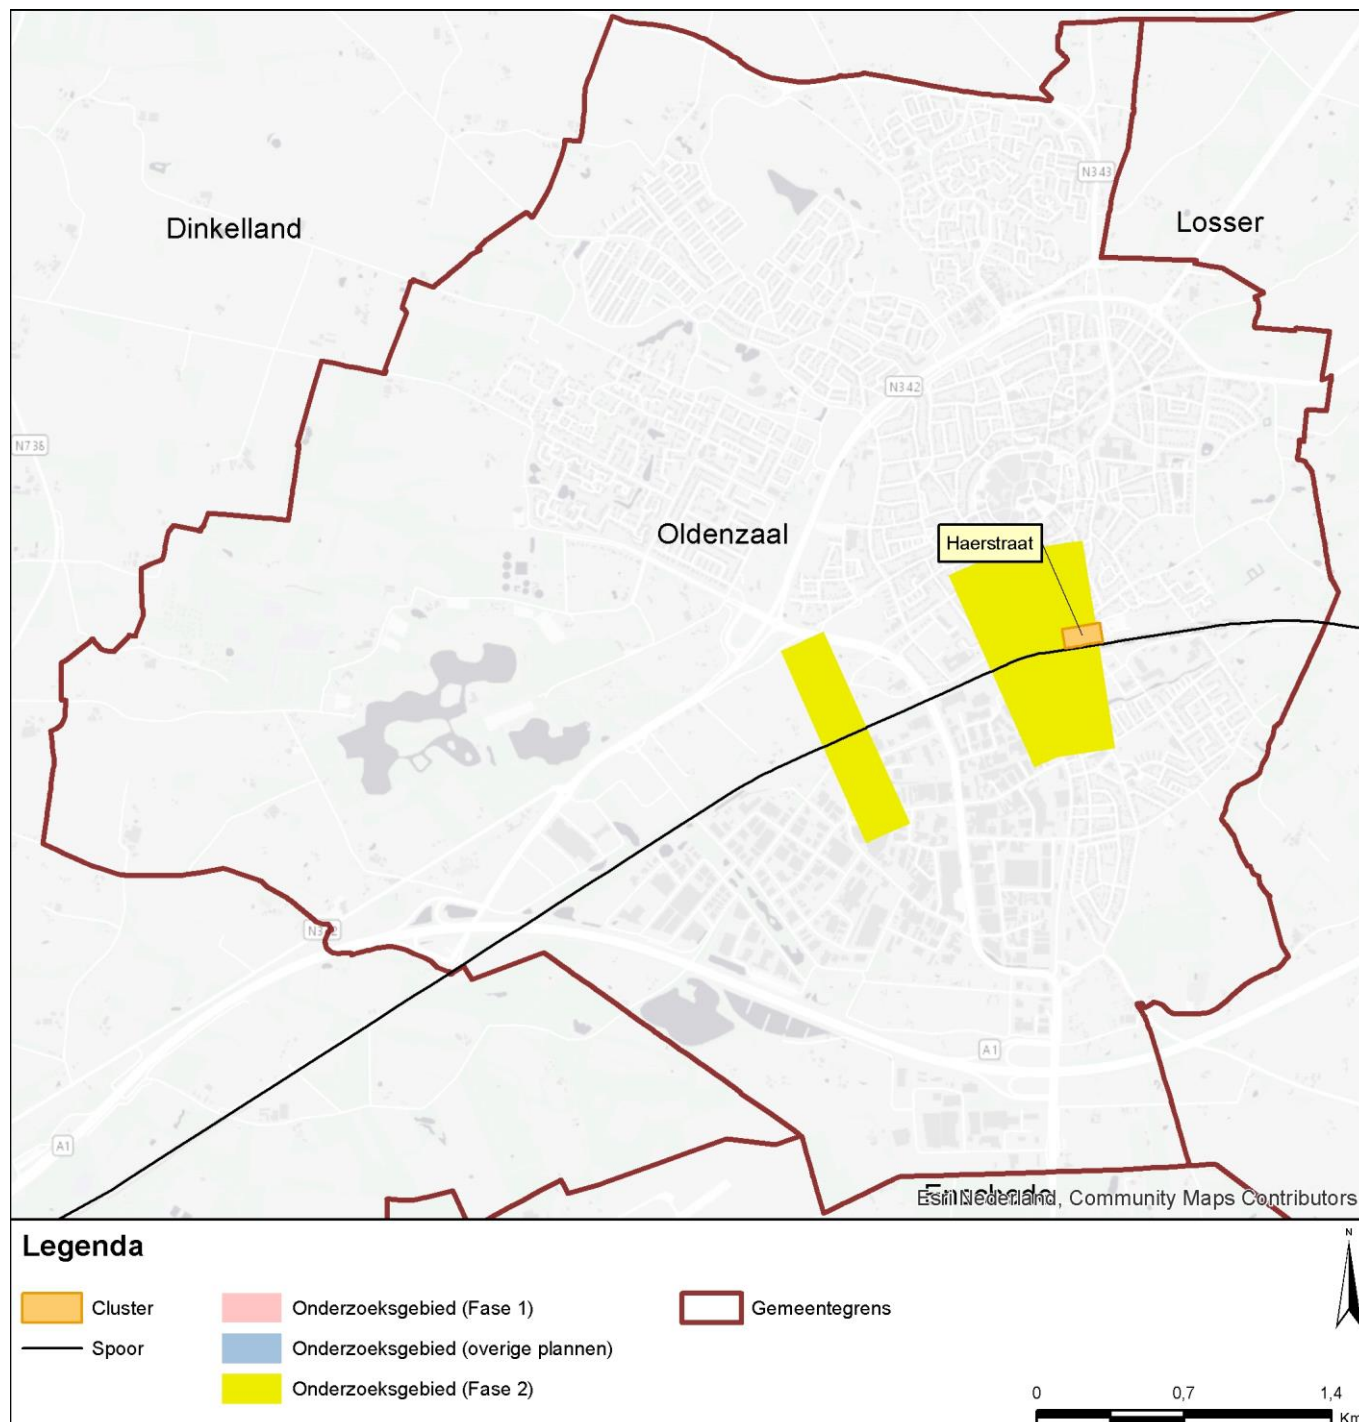 N343
Dinkelland
Losser
N342
N738
Oldenzaal
Haerstraat
A1
A1
Esri Nederland, Community Maps Contributors
Legenda
N
Cluster
Onderzoeksgebied (Fase 1)
Gemeentegrens
Spoor
Onderzoeksgebied (overige plannen)
Onderzoeksgebied (Fase 2)
0 0,7 1,4
Km